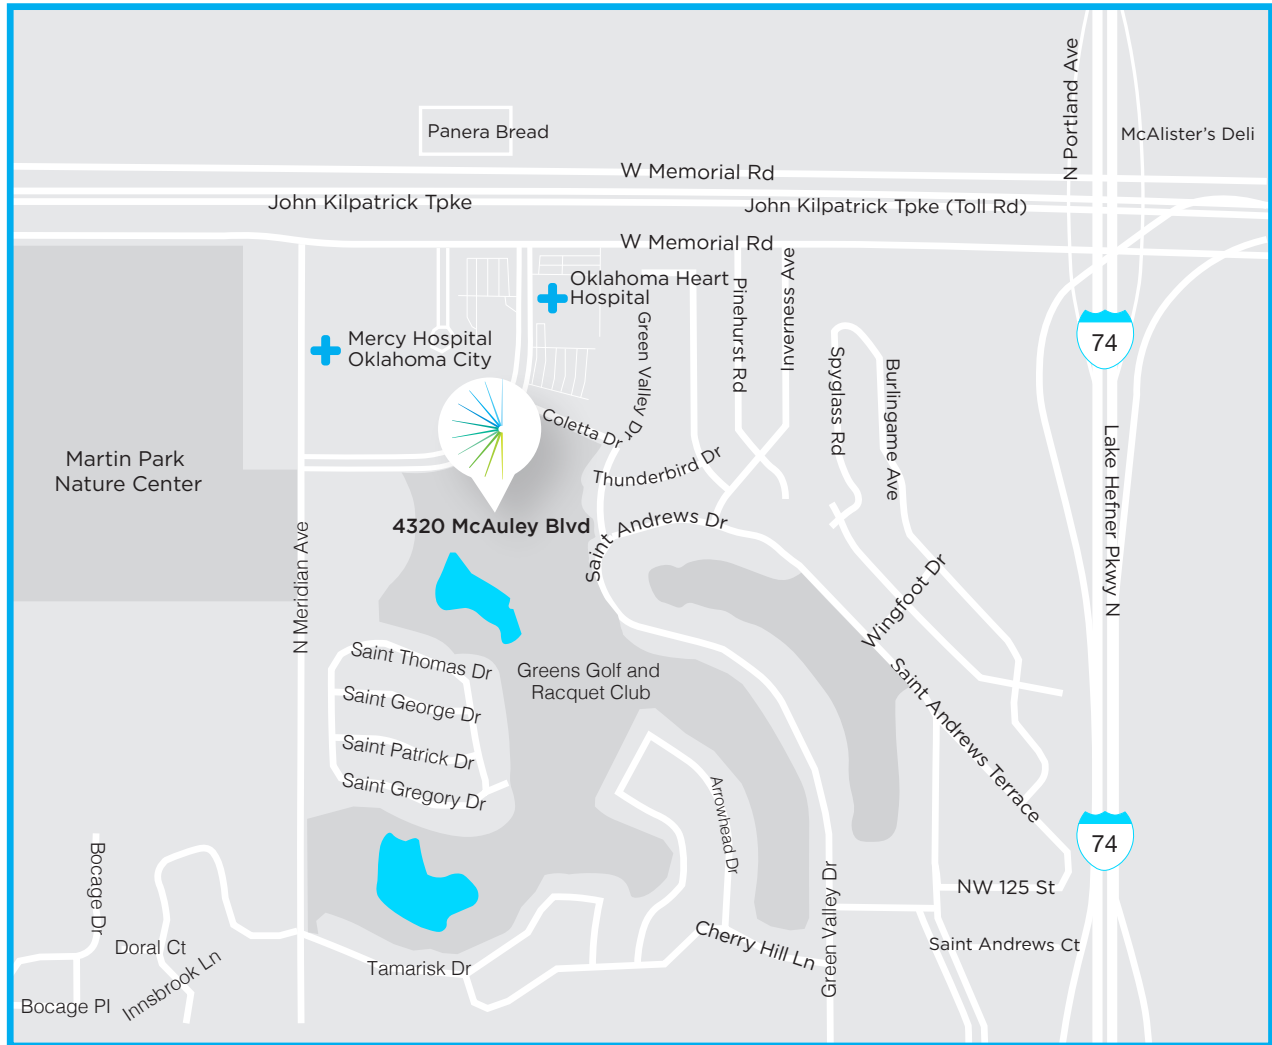 N Portland Ave
Panera Bread
McAlister's Deli
W Memorial Rd
John Kilpatrick Tpke
John Kilpatrick Tpke (Toll Rd)
W Memorial Rd
Oklahoma Heart
Hospital
Mercy Hospital
Oklahoma City
Green Valley Dr
Pinehurst Rd
Inverness Ave
Spyglass Rd
Burlingame Ave
74
Coletta Dr
Thunderbird Dr
Martin Park
Nature Center
Lake Hefner Pkwy N
4320 McAuley Blvd
Saint Andrews Dr
N Meridian Ave
Wingfoot Dr
Saint Thomas Dr
Greens Golf and
Racquet Club
Saint George Dr
Saint Andrews Terrace
Saint Patrick Dr
Saint Gregory Dr
Arrowhead Dr
74
Bocage Dr
NW 125 St
Green Valley Dr
Cherry Hill Ln
Doral Ct
Saint Andrews Ct
Tamarisk Dr
Innsbrook Ln
Bocage Pl